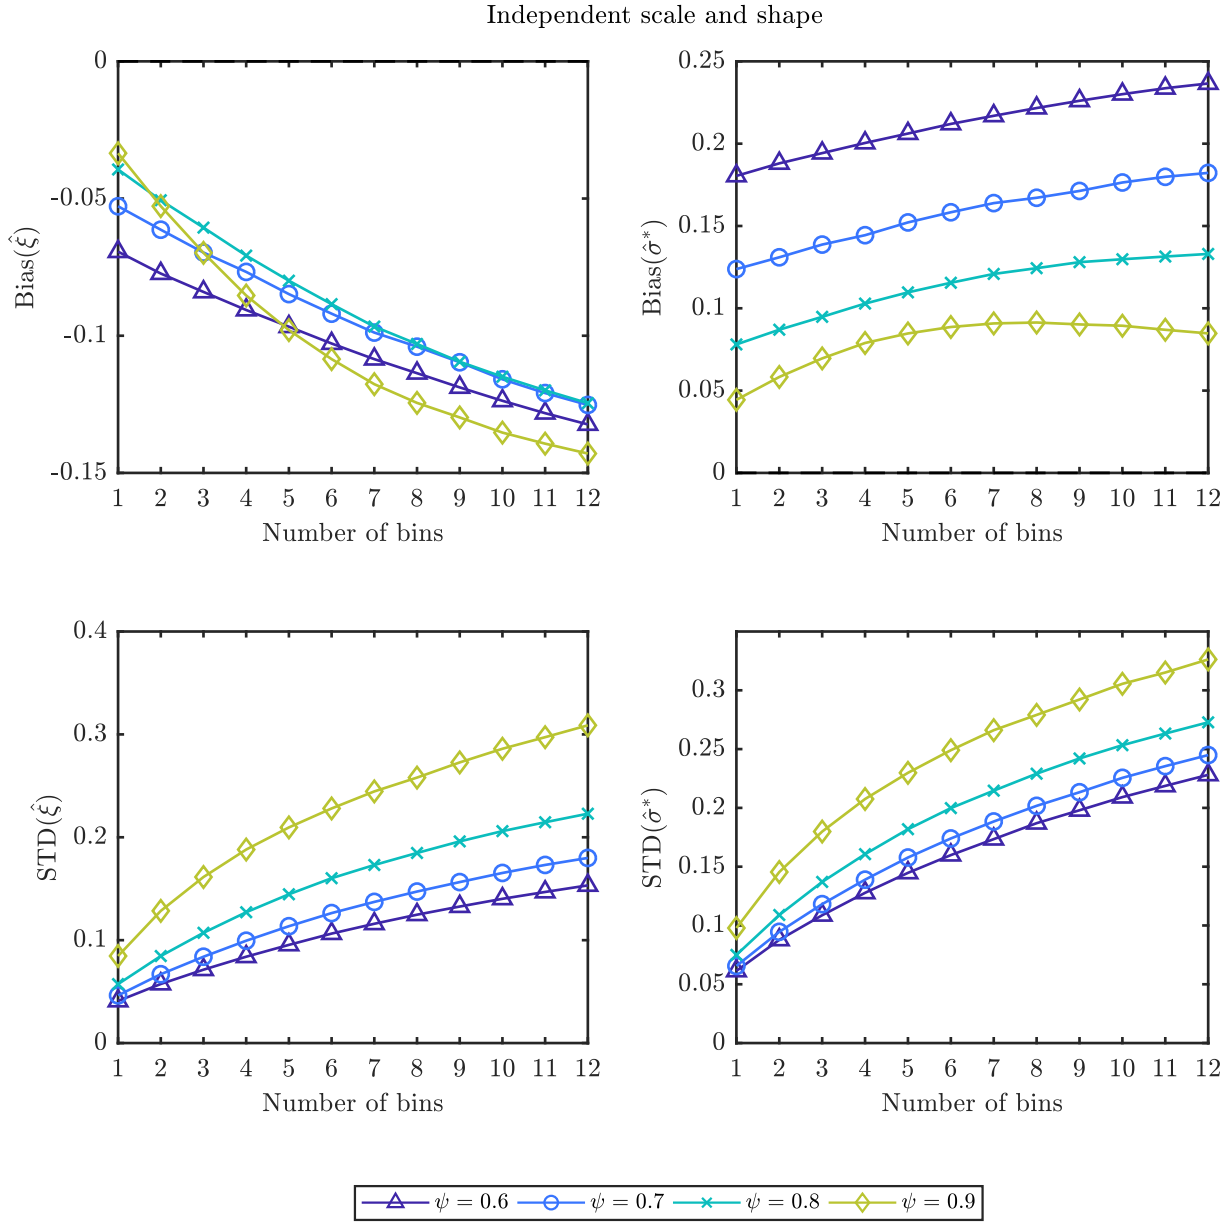 Independent scale and shape
0
-0.05
-0.1
-0.15
Bias(ξ̂)
1 2 3 4 5 6 7 8 9 10 11 12
Number of bins
0.25
0.2
0.15
0.1
0.05
0
Bias(σ̂*)
1 2 3 4 5 6 7 8 9 10 11 12
Number of bins
0.4
0.3
0.2
0.1
0
STD(ξ̂)
1 2 3 4 5 6 7 8 9 10 11 12
Number of bins
0.3
0.25
0.2
0.15
0.1
0.05
0
STD(σ̂*)
1 2 3 4 5 6 7 8 9 10 11 12
Number of bins
ψ = 0.6 ψ = 0.7 ψ = 0.8 ψ = 0.9